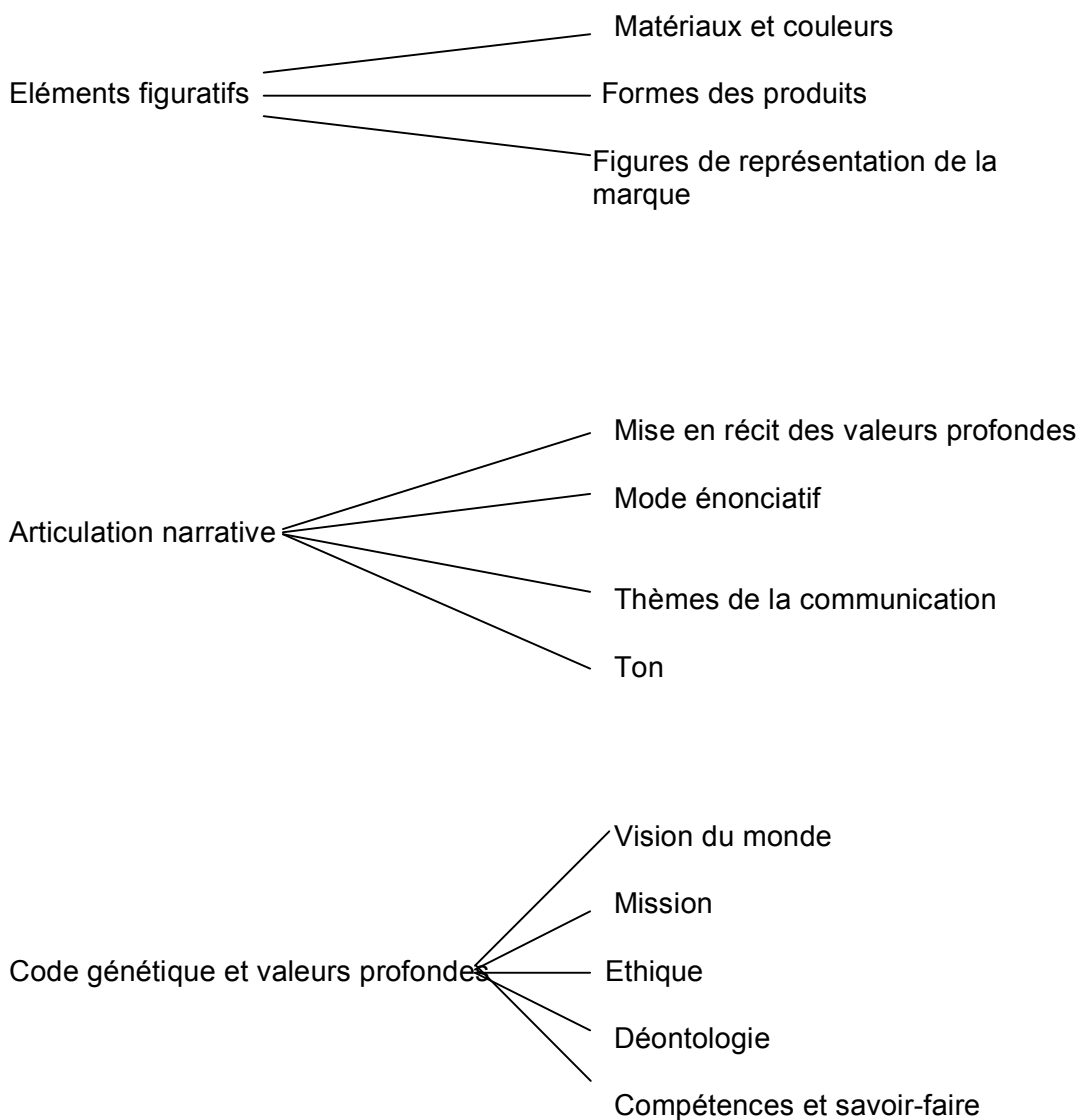 Matériaux et couleurs
Eléments figuratifs
Formes des produits
Figures de représentation de la
marque
Mise en récit des valeurs profondes
Mode énonciatif
Articulation narrative
Thèmes de la communication
Ton
Vision du monde
Mission
Code génétique et valeurs profondes
Ethique
Déontologie
Compétences et savoir-faire